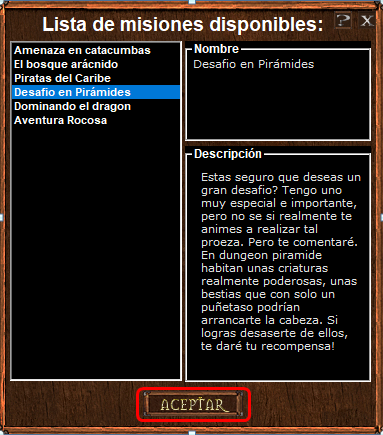 Lista de misiones disponibles:
? X
Amenaza en catacumbas
El bosque arácnido
Piratas del Caribe
Desafio en Pirámides
Dominando el dragon
Aventura Rocosa
Nombre
Desafio en Pirámides
Descripción
Estas seguro que deseas un
gran desafio? Tengo uno
muy especial e importante,
pero no se si realmente te
animes a realizar tal
proeza. Pero te comentaré.
En dungeon piramide
habitan unas criaturas
realmente poderosas, unas
bestias que con solo un
puñetaso podrían
arrancarte la cabeza. Si
logras desaserte de ellos,
te daré tu recompensa!
ACEPTAR